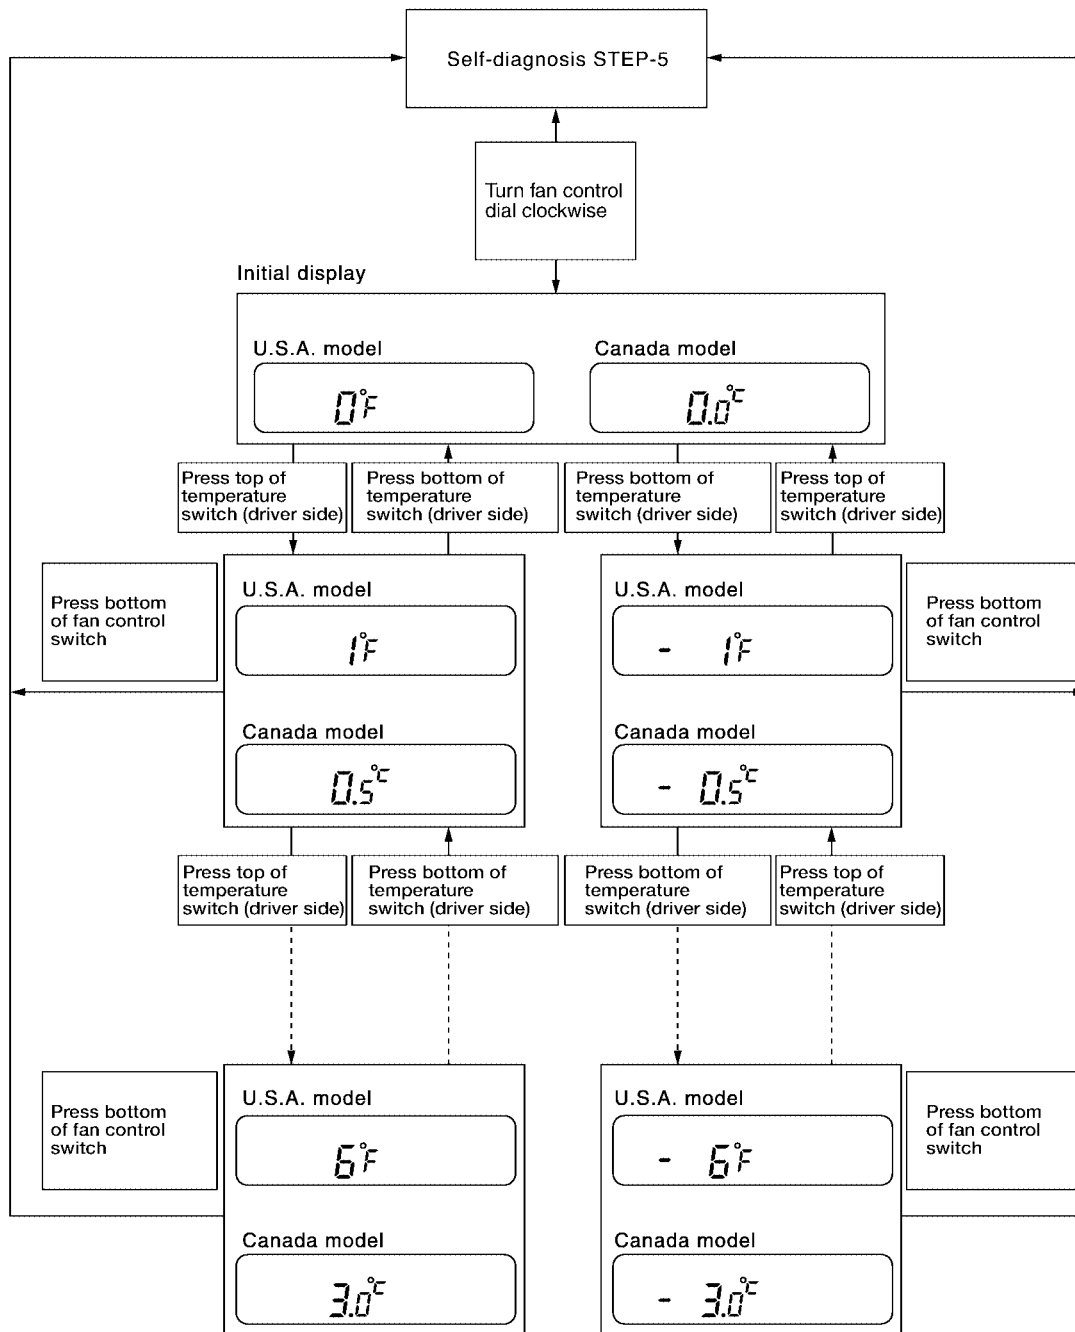 Self-diagnosis STEP-5
Turn fan control
dial clockwise
Initial display
U.S.A. model
Canada model
0°F
0.0°C
Press top of
temperature
switch (driver side)
Press bottom of
temperature
switch (driver side)
Press bottom of
temperature
switch (driver side)
Press top of
temperature
switch (driver side)
Press bottom
of fan control
switch
U.S.A. model
1°F
Canada model
0.5°C
U.S.A. model
- 1°F
Canada model
- 0.5°C
Press bottom
of fan control
switch
Press top of
temperature
switch (driver side)
Press bottom of
temperature
switch (driver side)
Press bottom of
temperature
switch (driver side)
Press top of
temperature
switch (driver side)
Press bottom
of fan control
switch
U.S.A. model
6°F
Canada model
3.0°C
U.S.A. model
- 6°F
Canada model
- 3.0°C
Press bottom
of fan control
switch